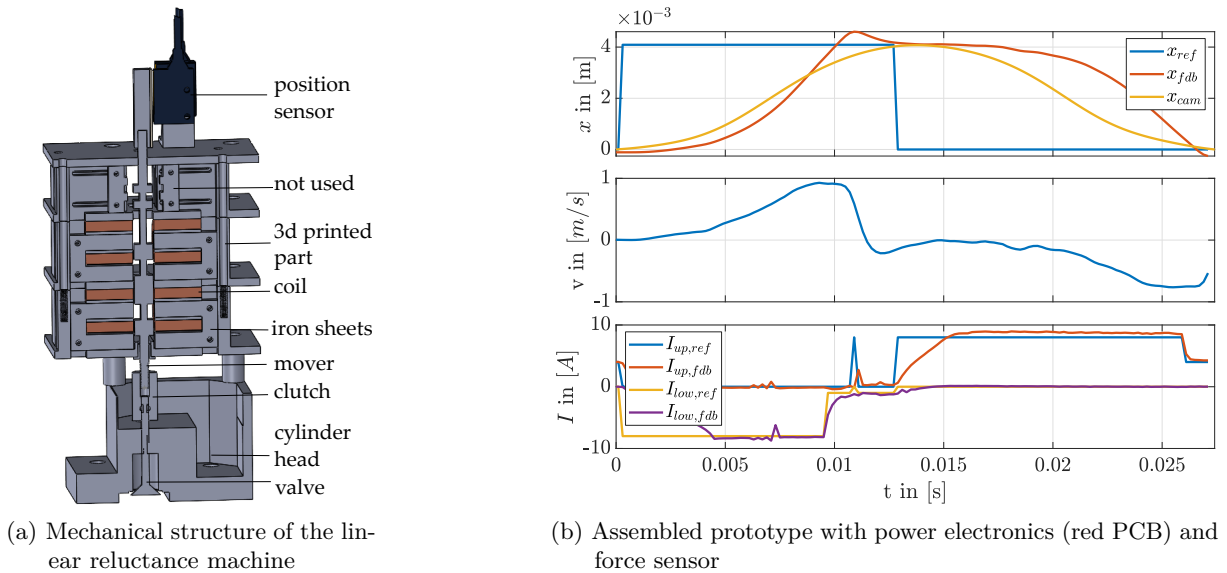 position
sensor
not used
3d printed
part
coil
iron sheets
mover
clutch
cylinder
head
valve
(a) Mechanical structure of the lin-
ear reluctance machine
×10⁻³
4
2
0
x in [m]
x_ref
x_fdb
x_cam
1
0
-1
v in [m/s]
10
0
-10
I in [A]
I_up,ref
I_up,fdb
I_low,ref
I_low,fdb
0
0.005
0.01
0.015
0.02
0.025
t in [s]
(b) Assembled prototype with power electronics (red PCB) and
force sensor